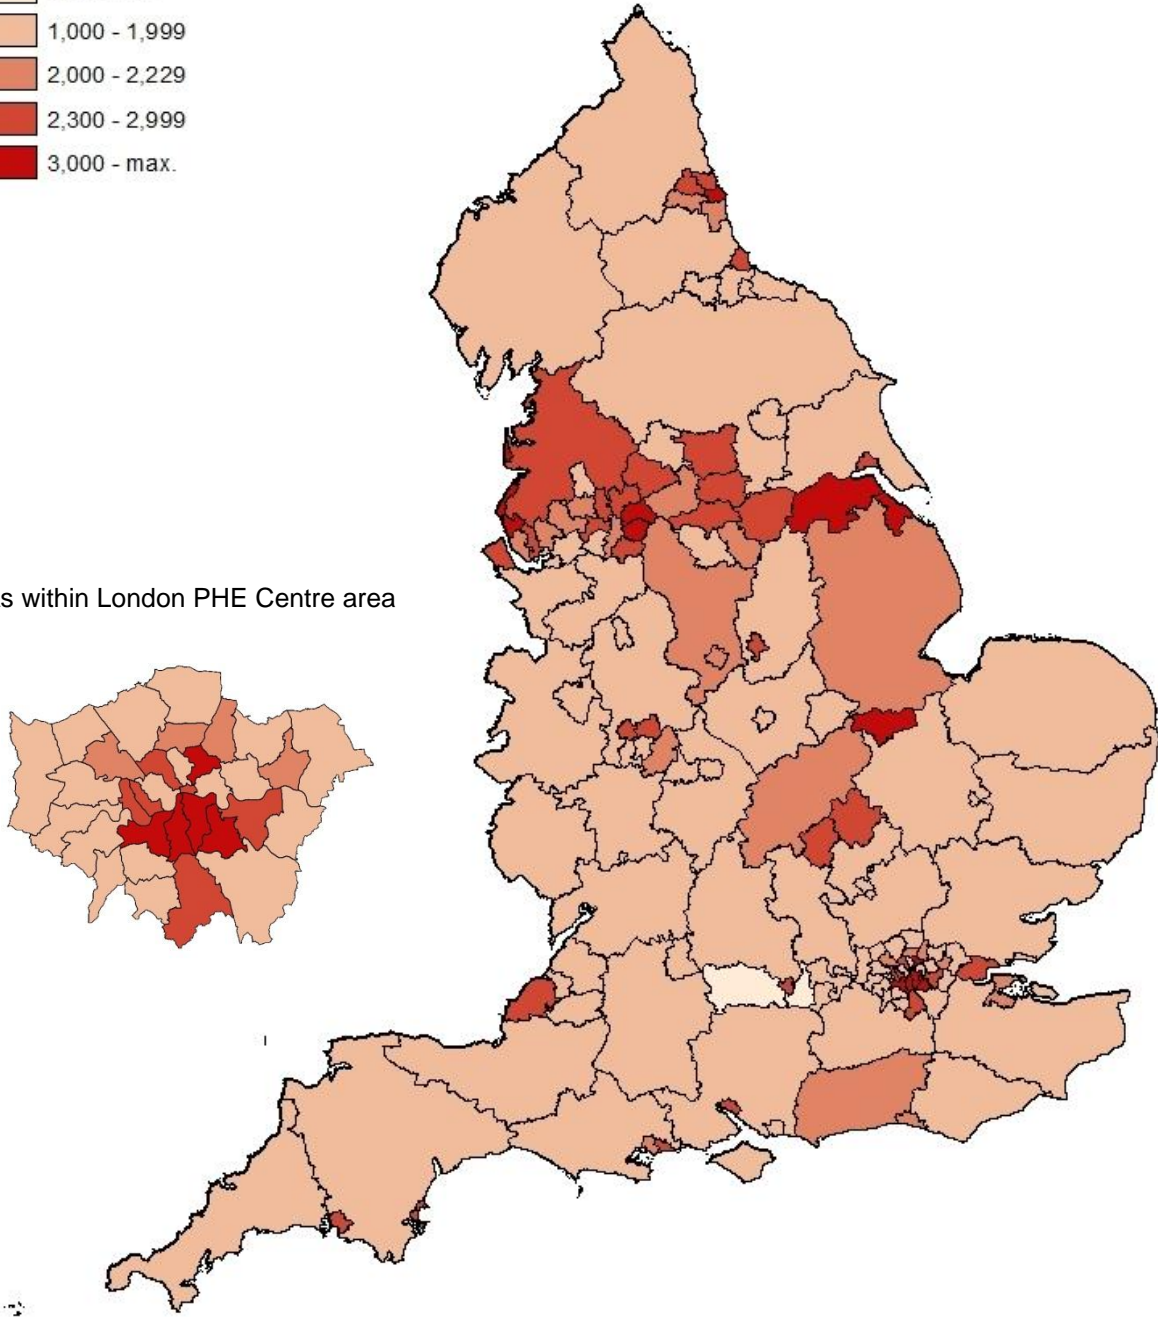 1,000 - 1,999
2,000 - 2,229
2,300 - 2,999
3,000 - max.
s within London PHE Centre area